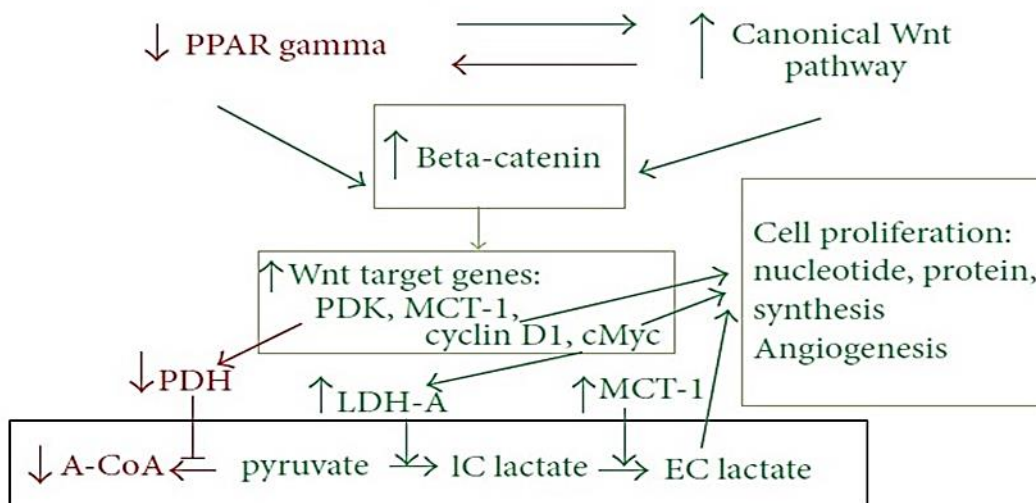 ↓ PPAR gamma
↑ Canonical Wnt
pathway
↑ Beta-catenin
↑ Wnt target genes:
PDK, MCT-1,
cyclin D1, cMyc
Cell proliferation:
nucleotide, protein,
synthesis
Angiogenesis
↓ PDH
↑ LDH-A
↑ MCT-1
↓ A-CoA ← pyruvate → IC lactate → EC lactate